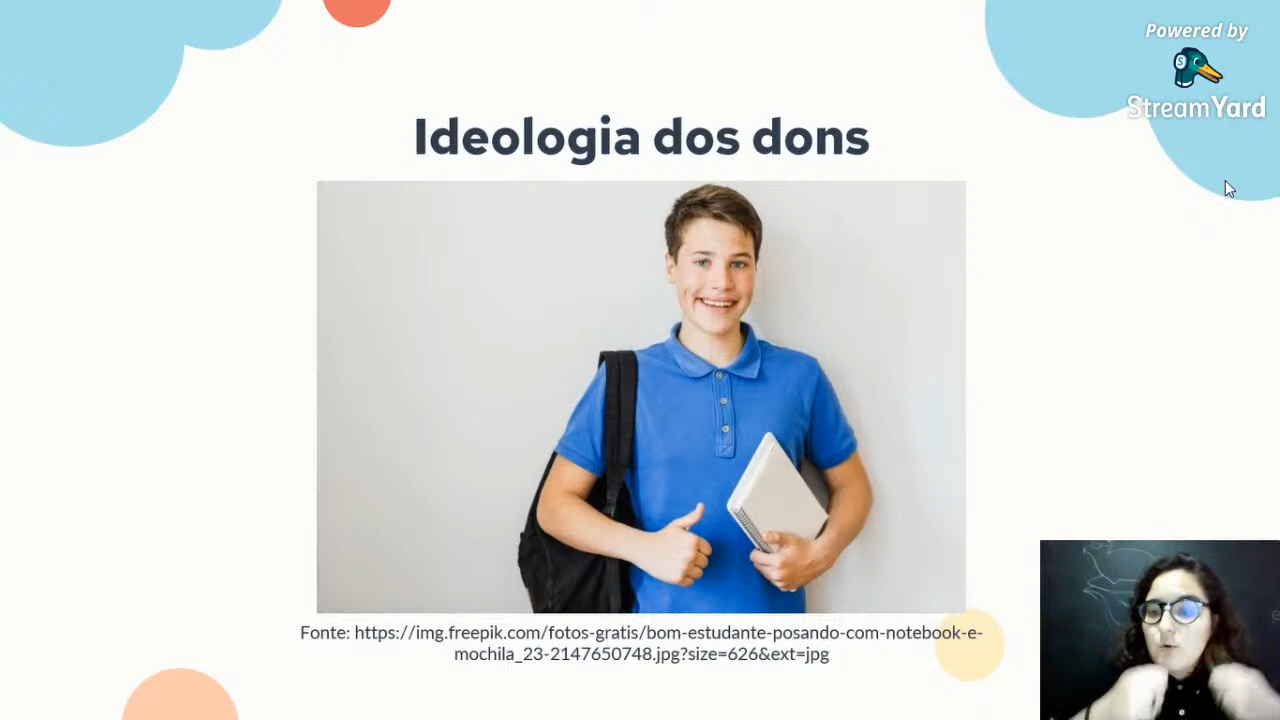 Powered by
StreamYard
Ideologia dos dons
Fonte: https://img.freepik.com/fotos-gratis/bom-estudante-posando-com-notebook-e-
mochila_23-2147650748.jpg?size=626&ext=jpg